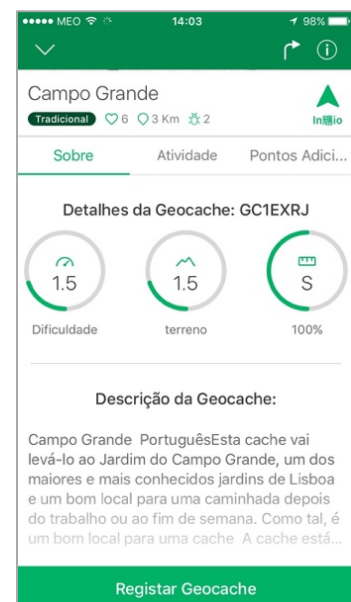 MEO 14:03 98%
Campo Grande
Tradicional 6 3 Km 2
Sobre Atividade Pontos Adici...
Detalhes da Geocache: GC1EXRJ
1.5 1.5 S
Dificuldade terreno 100%
Descrição da Geocache:
Campo Grande PortuguêsEsta cache vai
levá-lo ao Jardim do Campo Grande, um dos
maiores e mais conhecidos jardins de Lisboa
e um bom local para uma caminhada depois
do trabalho ou ao fim de semana. Como tal, é
um bom local para uma cache A cache está...
Registar Geocache